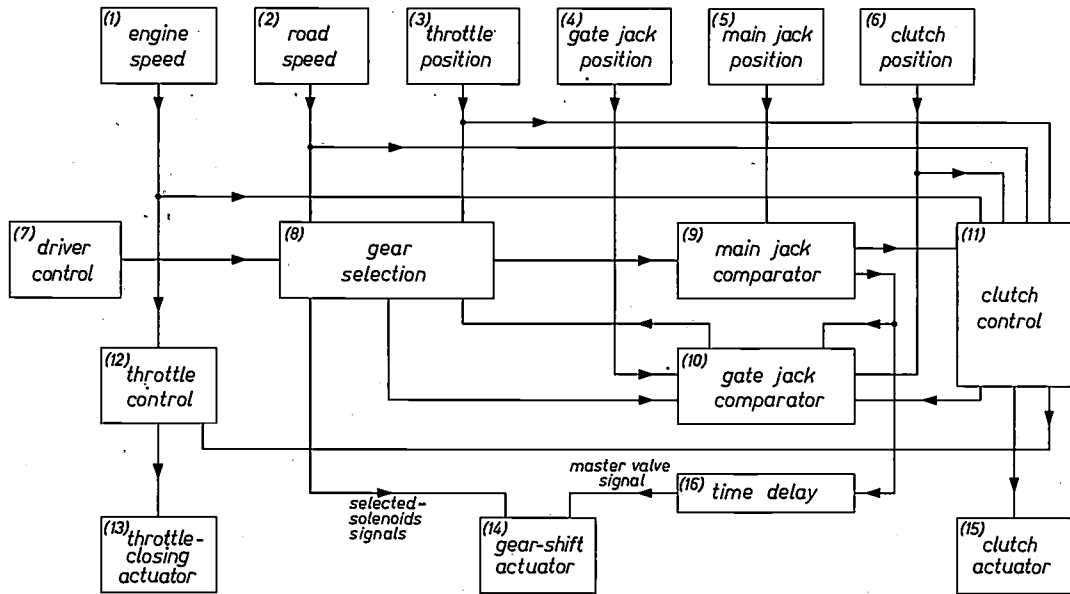 (1) engine
speed
(2) road
speed
(3) throttle
position
(4) gate jack
position
(5) main jack
position
(6) clutch
position
(7) driver
control
(8) gear
selection
(9) main jack
comparator
(11)
clutch
control
(12) throttle
control
(10) gate jack
comparator
master valve
signal
(16) time delay
selected-
solenoids
signals
(13) throttle-
closing
actuator
(14) gear-shift
actuator
(15) clutch
actuator